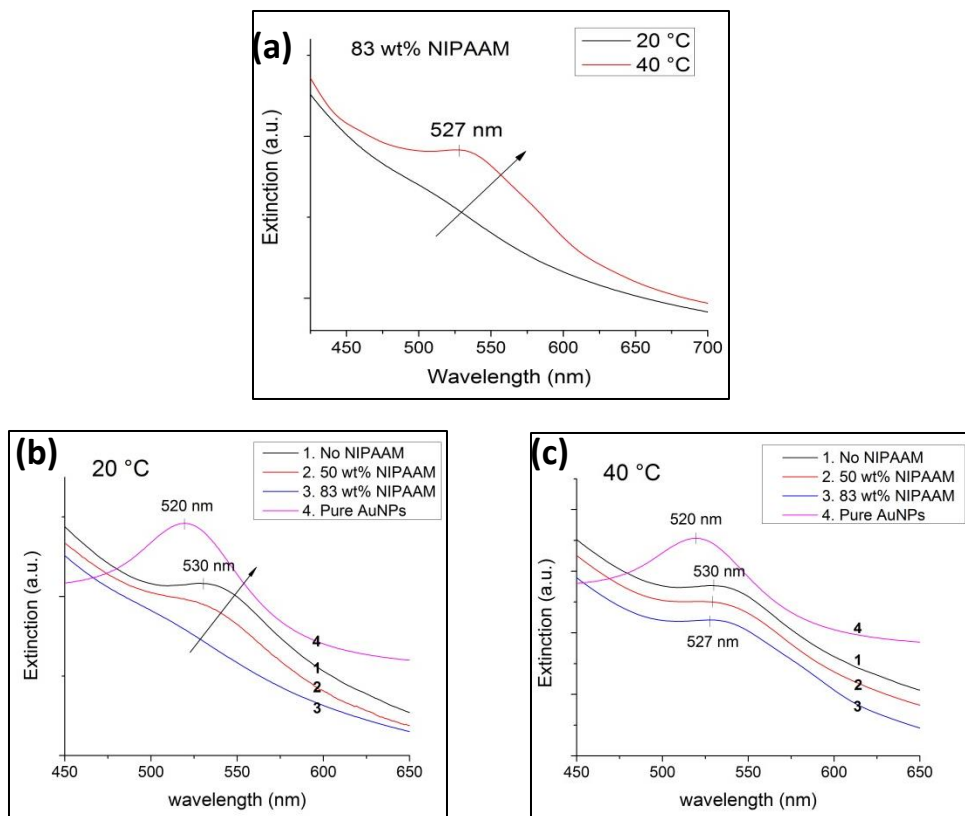 (a)
83 wt% NIPAAM
20 °C
40 °C
527 nm
Extinction (a.u.)
450 500 550 600 650 700
Wavelength (nm)
(b)
20 °C
1. No NIPAAM
2. 50 wt% NIPAAM
3. 83 wt% NIPAAM
4. Pure AuNPs
520 nm
530 nm
4
1
2
3
Extinction (a.u.)
450 500 550 600 650
wavelength (nm)
(c)
40 °C
1. No NIPAAM
2. 50 wt% NIPAAM
3. 83 wt% NIPAAM
4. Pure AuNPs
520 nm
530 nm
527 nm
4
1
2
3
Extinction (a.u.)
450 500 550 600 650
wavelength (nm)